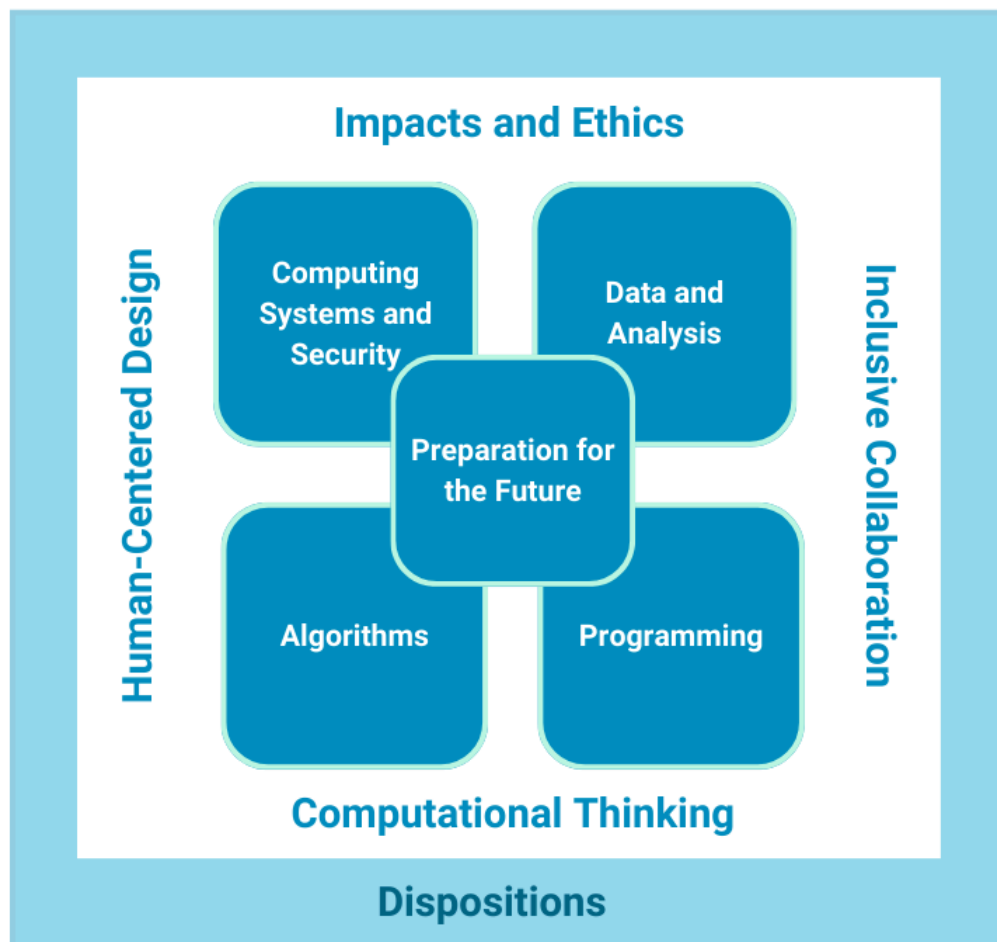 Impacts and Ethics
Human-Centered Design
Computing
Systems and
Security
Data and
Analysis
Inclusive Collaboration
Preparation for
the Future
Algorithms
Programming
Computational Thinking
Dispositions